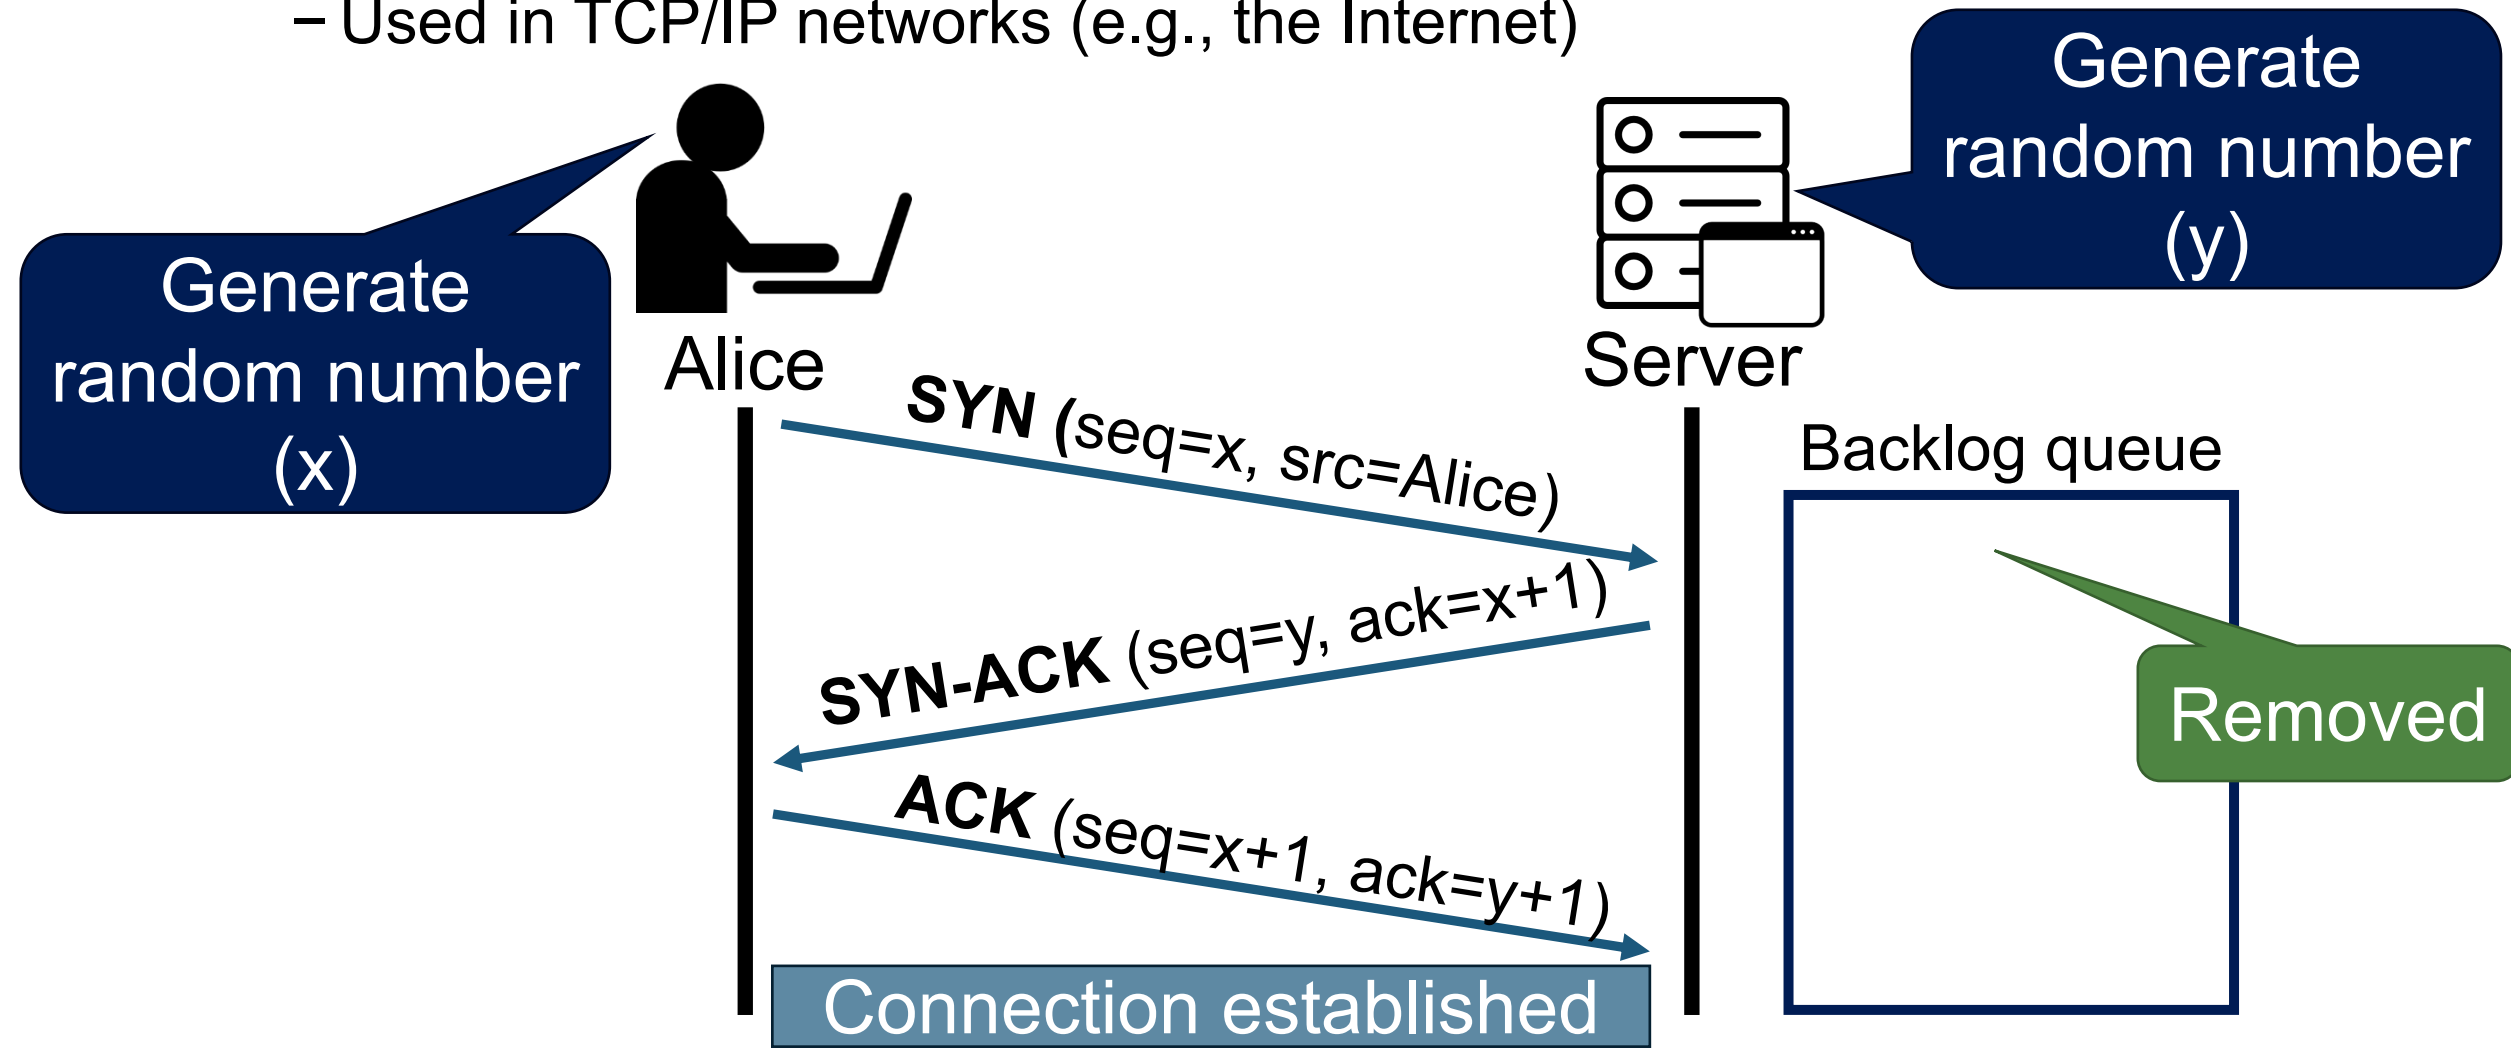 – Used in TCP/IP networks (e.g., the Internet)
Generate
random number
(y)
Generate
random number
(x)
Alice
Server
SYN (seq=x, src=Alice)
Backlog queue
SYN-ACK (seq=y, ack=x+1)
Removed
ACK (seq=x+1, ack=y+1)
Connection established